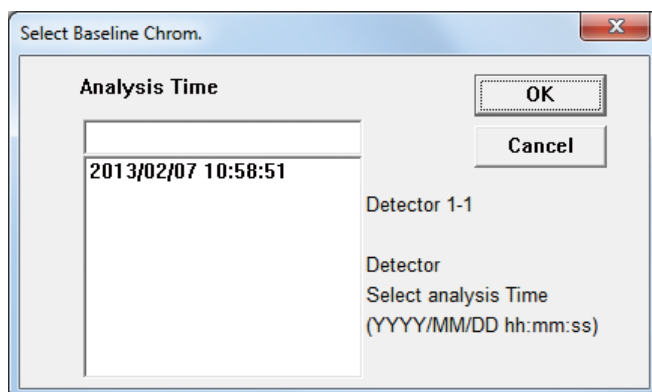 Select Baseline Chrom.
Analysis Time
OK
Cancel
2013/02/07 10:58:51
Detector 1-1
Detector
Select analysis Time
(YYYY/MM/DD hh:mm:ss)